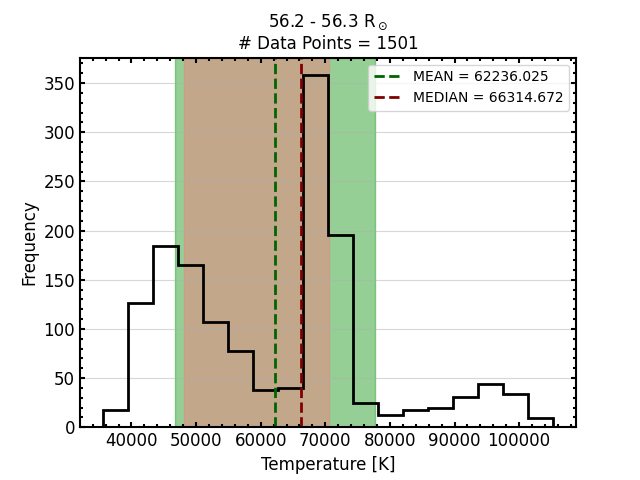 56.2 - 56.3 R⊙
# Data Points = 1501
MEAN = 62236.025
MEDIAN = 66314.672
350
300
250
200
150
100
50
0
Frequency
40000 50000 60000 70000 80000 90000 100000
Temperature [K]